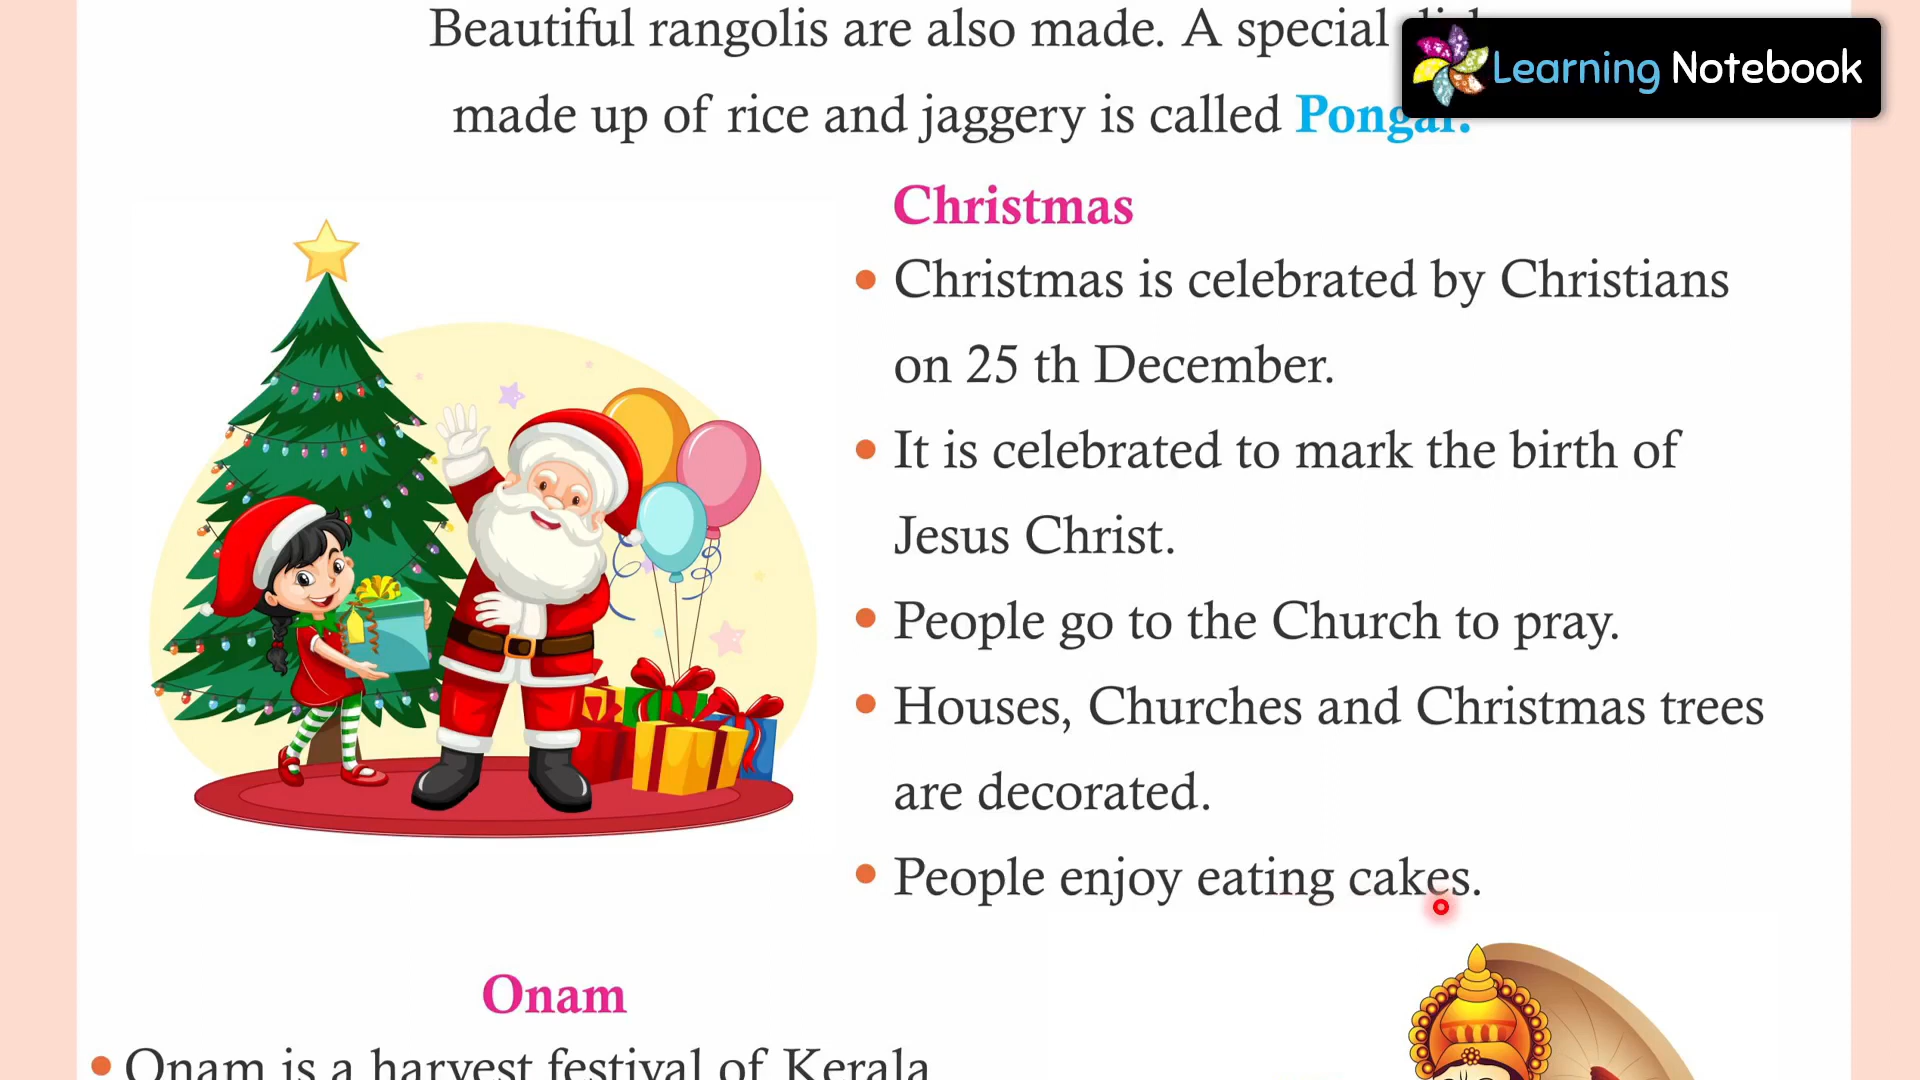 Beautiful rangolis are also made. A special
Learning Notebook
made up of rice and jaggery is called Pongal.
Christmas
• Christmas is celebrated by Christians
on 25 th December.
• It is celebrated to mark the birth of
Jesus Christ.
• People go to the Church to pray.
• Houses, Churches and Christmas trees
are decorated.
• People enjoy eating cakes.
Onam
• Onam is a harvest festival of Kerala